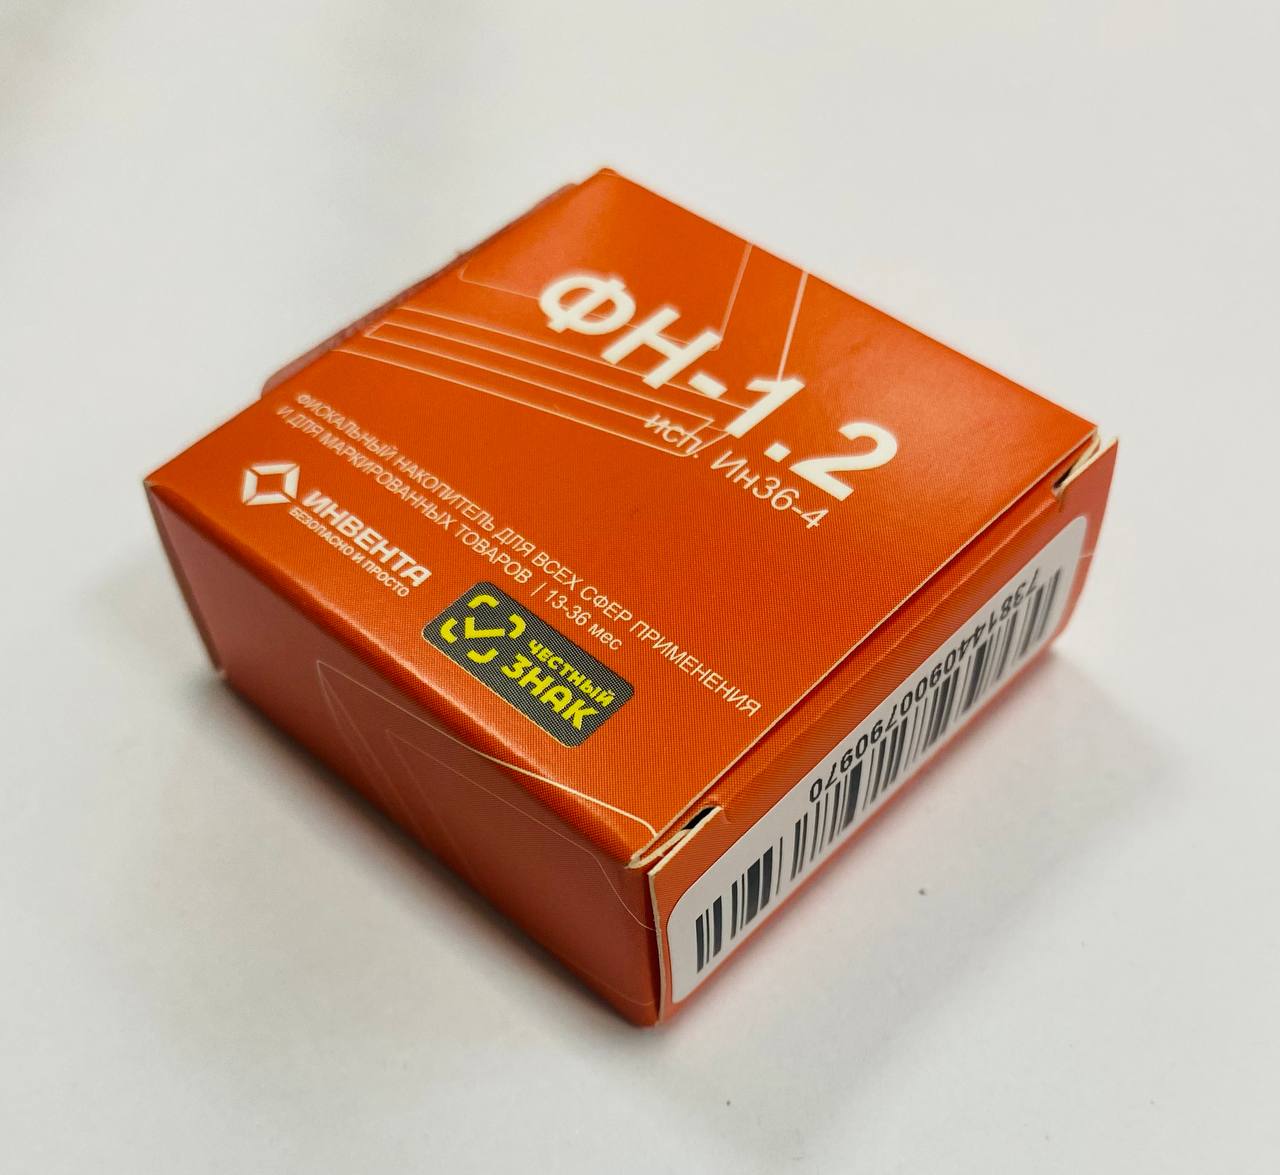 ФН-1.2
исп. Ин36-4
ФИСКАЛЬНЫЙ НАКОПИТЕЛЬ ДЛЯ ВСЕХ СФЕР ПРИМЕНЕНИЯ
И ДЛЯ МАРКИРОВАННЫХ ТОВАРОВ | 13-36 мес
ИНВЕНТА
БЕЗОПАСНО И ПРОСТО
ЧЕСТНЫЙ
ЗНАК
7381440900790970